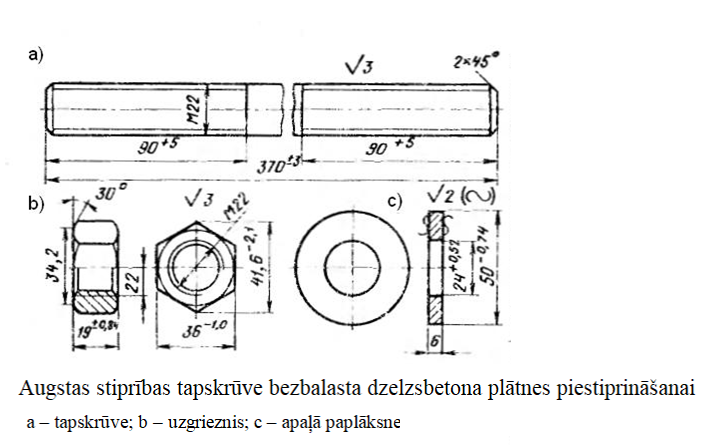 a)
√3
2×45°
M22
90+5
90+5
370±3
b)
30°
√3
M22
c)
√2 (~)
34,2
22
41,6-2,1
24+0,52
50-0,74
19±0,84
36-1,0
6
Augstas stiprības tapskrūve bezbalasta dzelzsbetona plātnes piestiprināšanai
a – tapskrūve; b – uzgrieznis; c – apaļā paplāksne